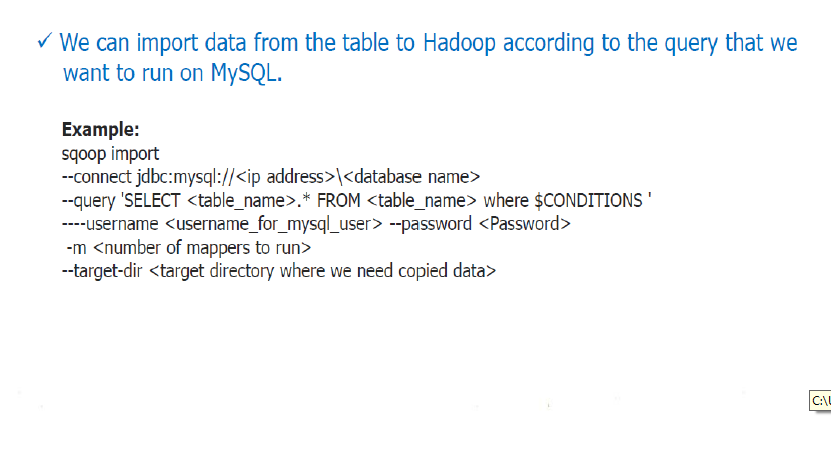 ✓ We can import data from the table to Hadoop according to the query that we
want to run on MySQL.
Example:
sqoop import
--connect jdbc:mysql://<ip address>\<database name>
--query 'SELECT <table_name>.* FROM <table_name> where $CONDITIONS '
----username <username_for_mysql_user> --password <Password>
-m <number of mappers to run>
--target-dir <target directory where we need copied data>
C:\